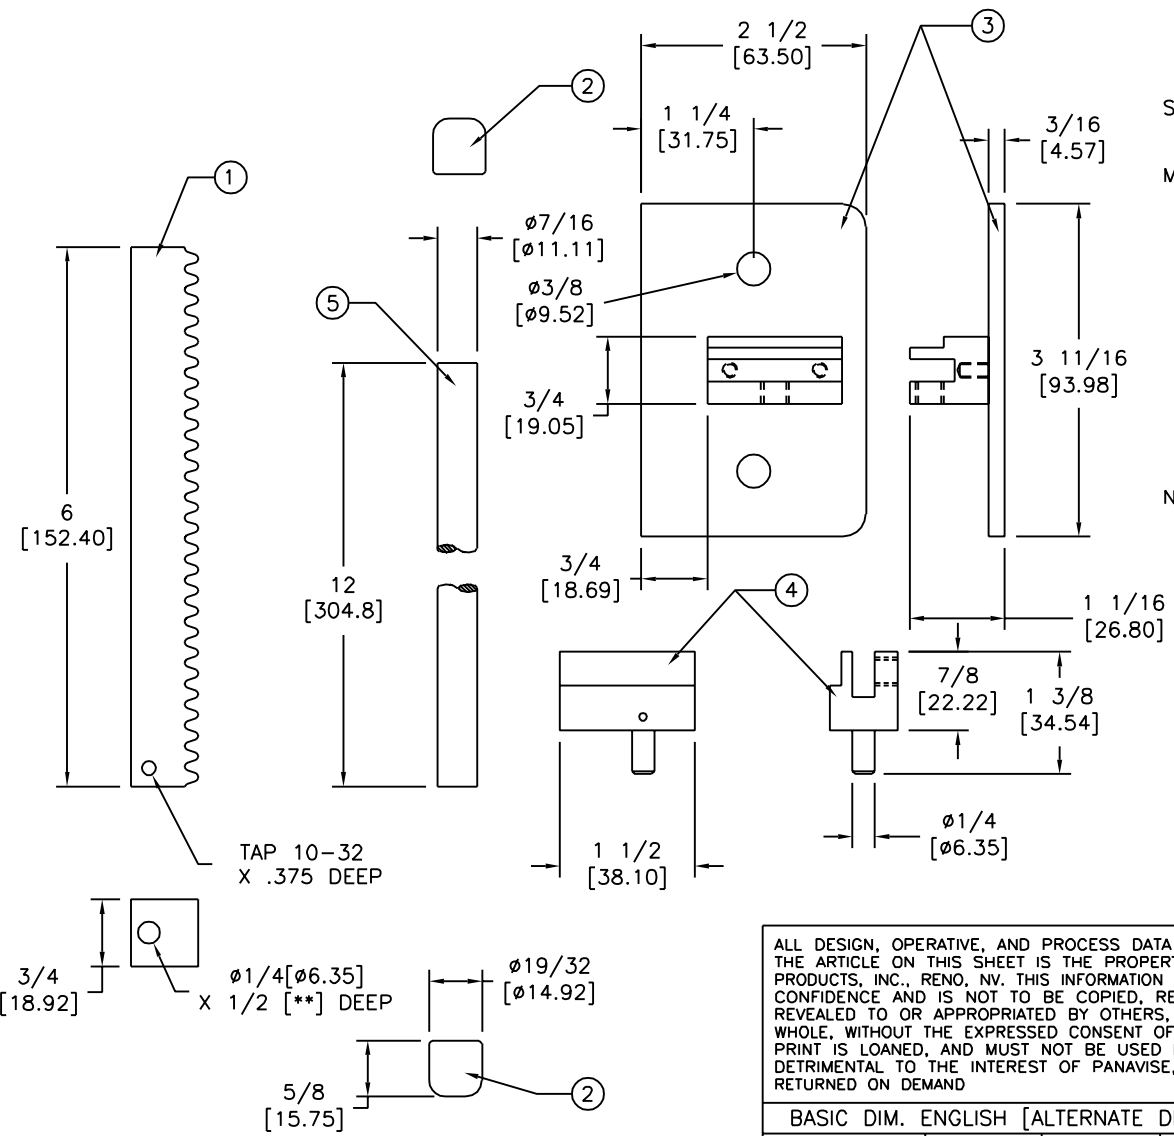 2 1/2
[63.50]
3
2
1 1/4
[31.75]
3/16
[4.57]
S
M
1
ø7/16
[ø11.11]
ø3/8
[ø9.52]
5
3 11/16
[93.98]
3/4
[19.05]
N
6
[152.40]
3/4
[18.69]
12
[304.8]
4
1 1/16
[26.80]
7/8
[22.22]
1 3/8
[34.54]
ø1/4
[ø6.35]
1 1/2
[38.10]
TAP 10-32
X .375 DEEP
3/4
[18.92]
ø1/4[ø6.35]
X 1/2 [**] DEEP
ø19/32
[ø14.92]
5/8
[15.75]
2
ALL DESIGN, OPERATIVE, AND PROCESS DATA
THE ARTICLE ON THIS SHEET IS THE PROPERT
PRODUCTS, INC., RENO, NV. THIS INFORMATION
CONFIDENCE AND IS NOT TO BE COPIED, RE
REVEALED TO OR APPROPRIATED BY OTHERS,
WHOLE, WITHOUT THE EXPRESSED CONSENT OF
PRINT IS LOANED, AND MUST NOT BE USED
DETRIMENTAL TO THE INTEREST OF PANAVISE,
RETURNED ON DEMAND
BASIC DIM. ENGLISH [ALTERNATE D